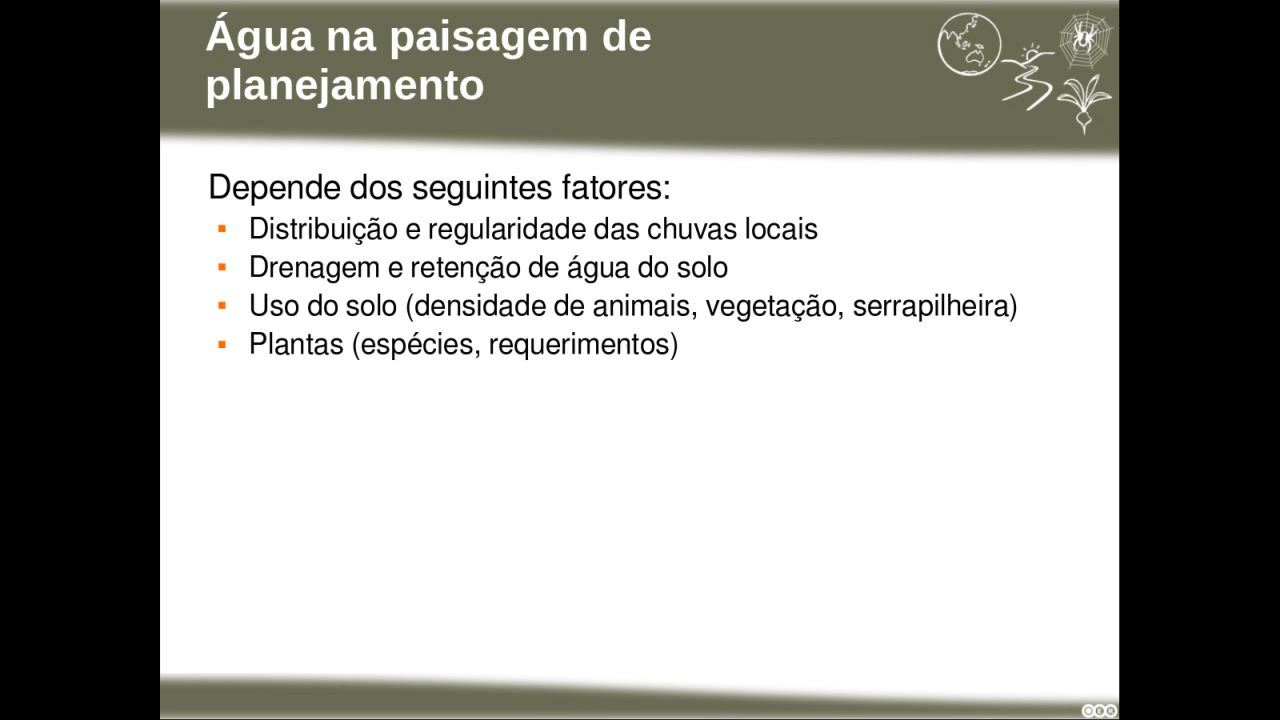 Água na paisagem de
planejamento
Depende dos seguintes fatores:
▪ Distribuição e regularidade das chuvas locais
▪ Drenagem e retenção de água do solo
▪ Uso do solo (densidade de animais, vegetação, serrapilheira)
▪ Plantas (espécies, requerimentos)
OER